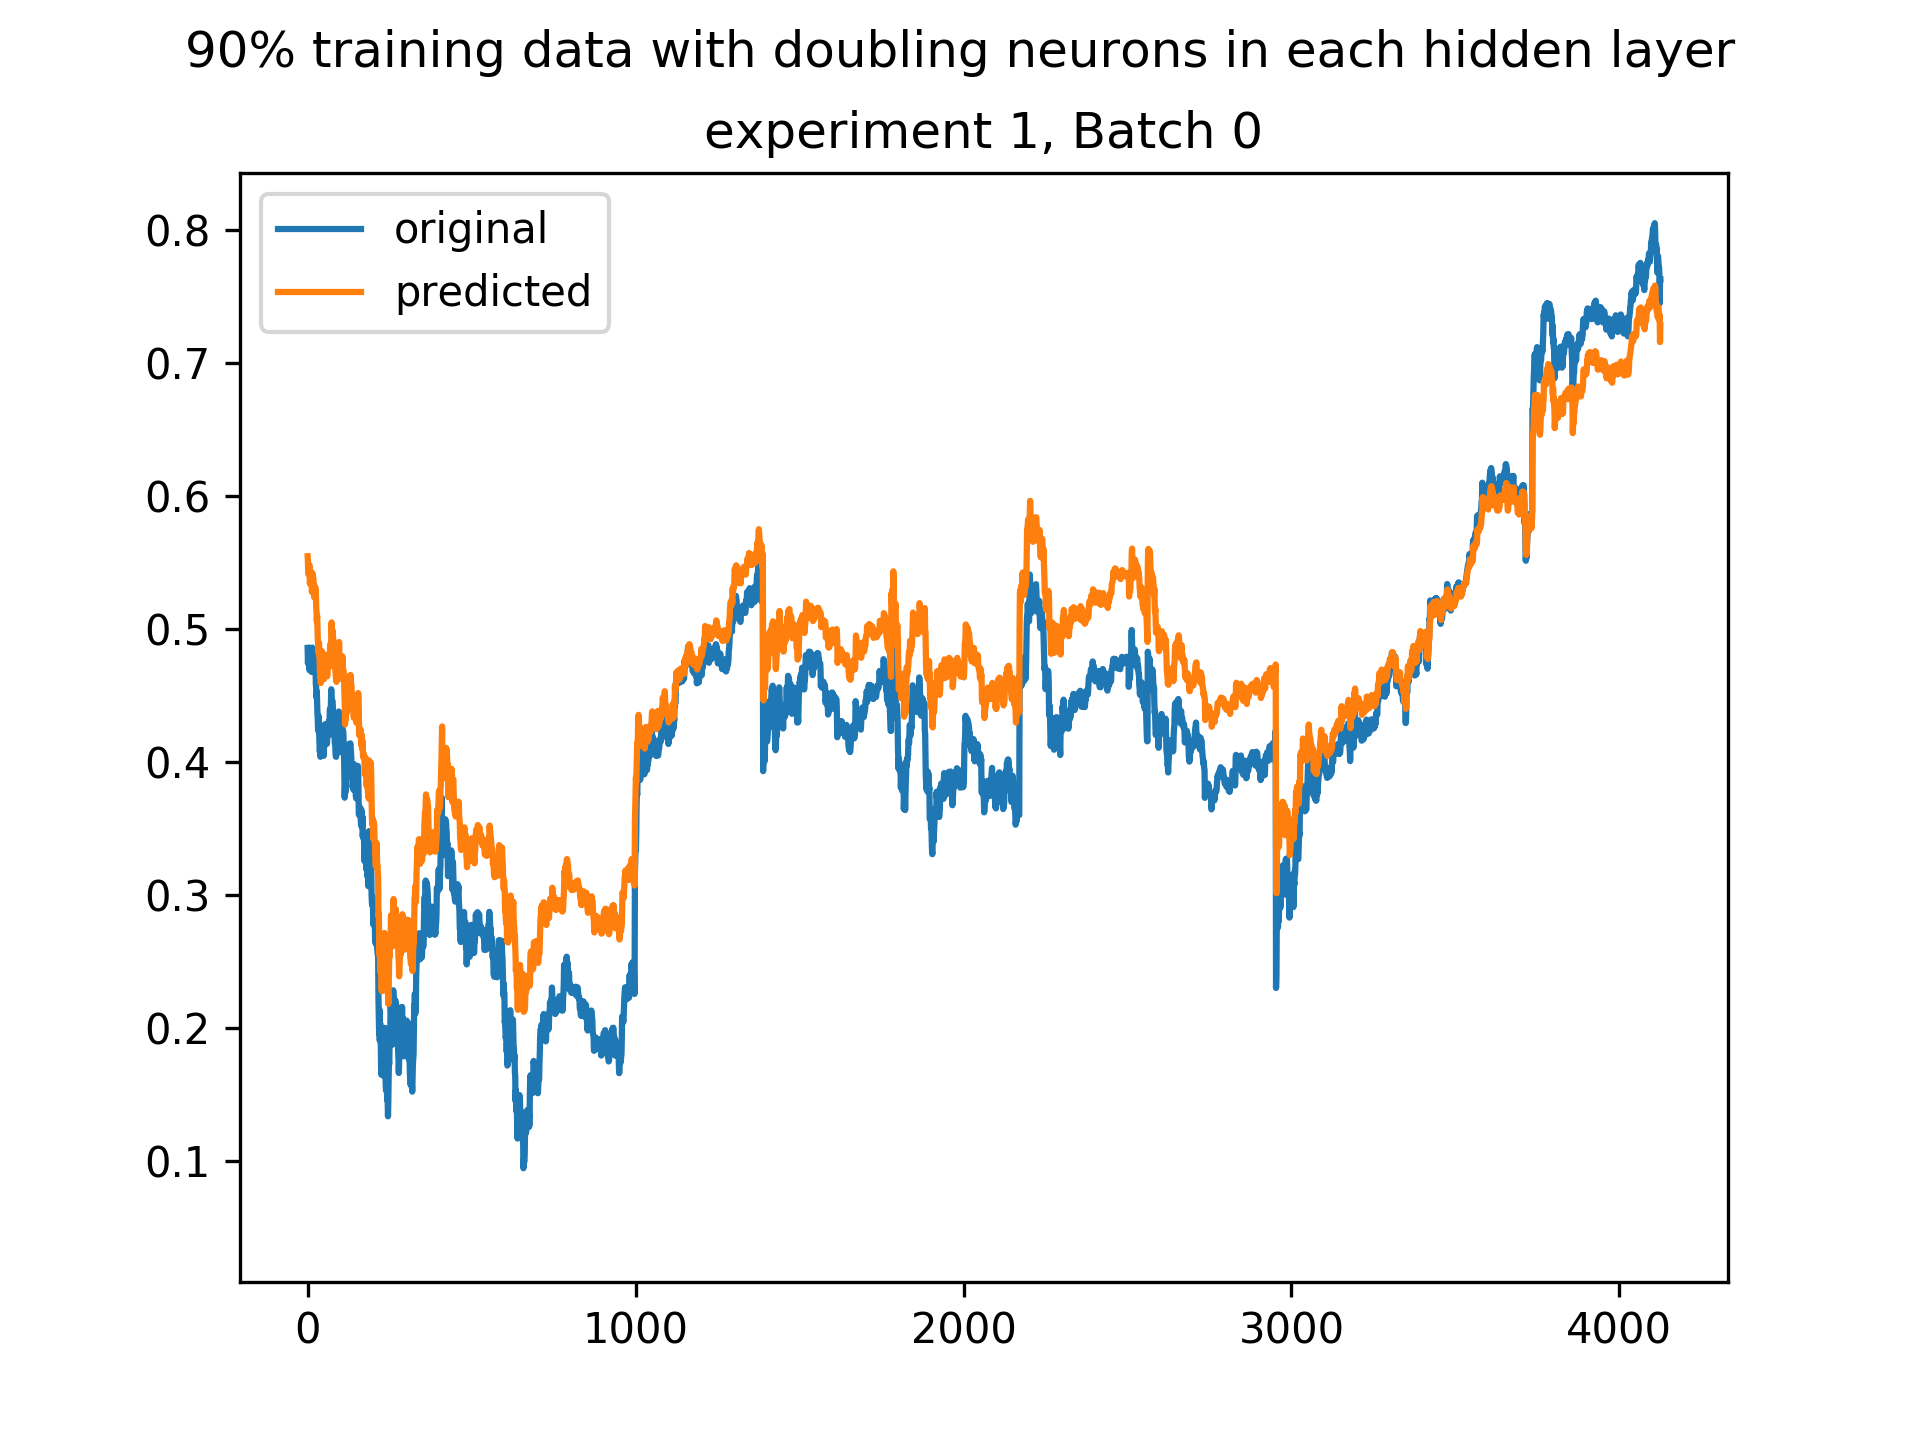 90% training data with doubling neurons in each hidden layer
experiment 1, Batch 0
original
predicted
0.8
0.7
0.6
0.5
0.4
0.3
0.2
0.1
0 1000 2000 3000 4000